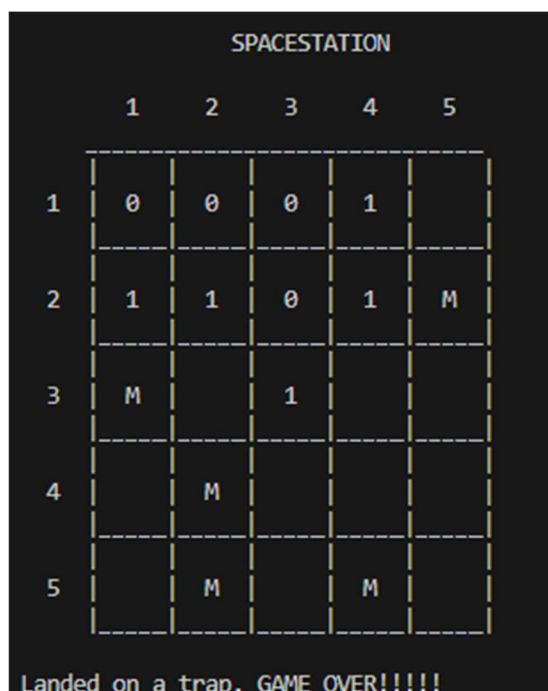 SPACESTATION
1 2 3 4 5
1 0 0 0 1
2 1 1 0 1 M
3 M 1
4 M
5 M M
Landed on a trap. GAME OVER!!!!!